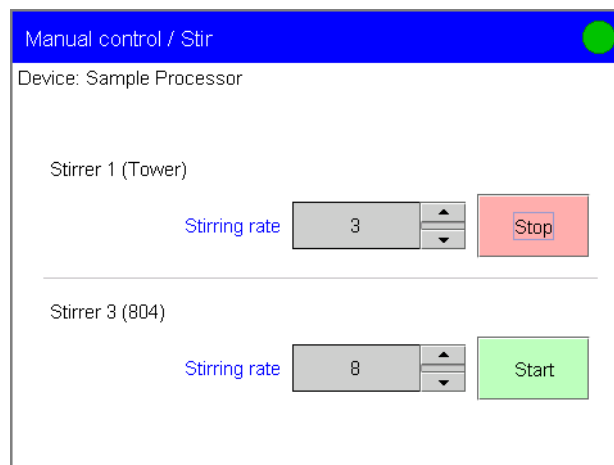 Manual control / Stir
Device: Sample Processor
Stirrer 1 (Tower)
Stirring rate 3 Stop
Stirrer 3 (804)
Stirring rate 8 Start